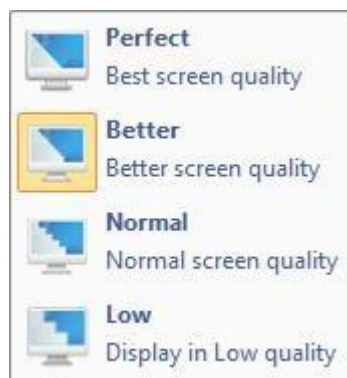 Perfect
Best screen quality
Better
Better screen quality
Normal
Normal screen quality
Low
Display in Low quality